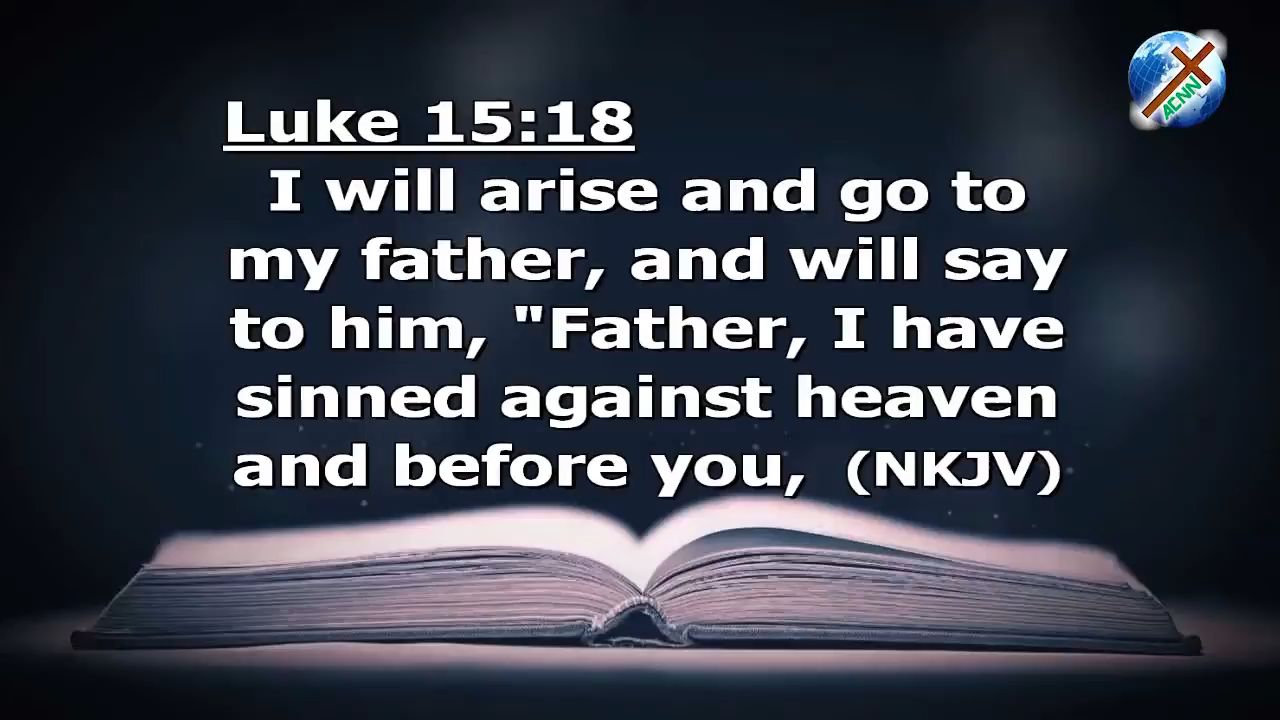 Luke 15:18
I will arise and go to
my father, and will say
to him, "Father, I have
sinned against heaven
and before you, (NKJV)
ACNN